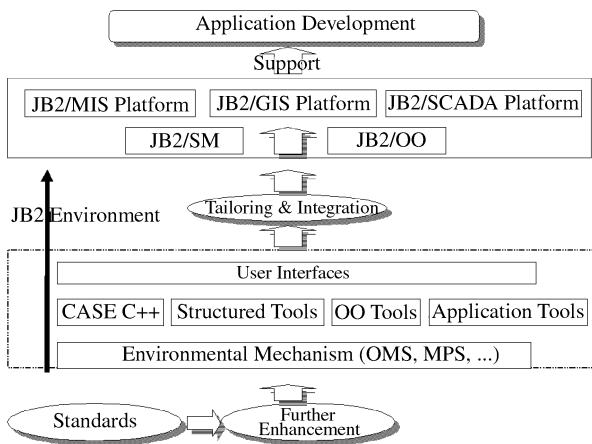 Application Development
Support
JB2/MIS Platform
JB2/GIS Platform
JB2/SCADA Platform
JB2/SM
JB2/OO
JB2 Environment
Tailoring & Integration
User Interfaces
CASE C++
Structured Tools
OO Tools
Application Tools
Environmental Mechanism (OMS, MPS, ...)
Standards
Further
Enhancement